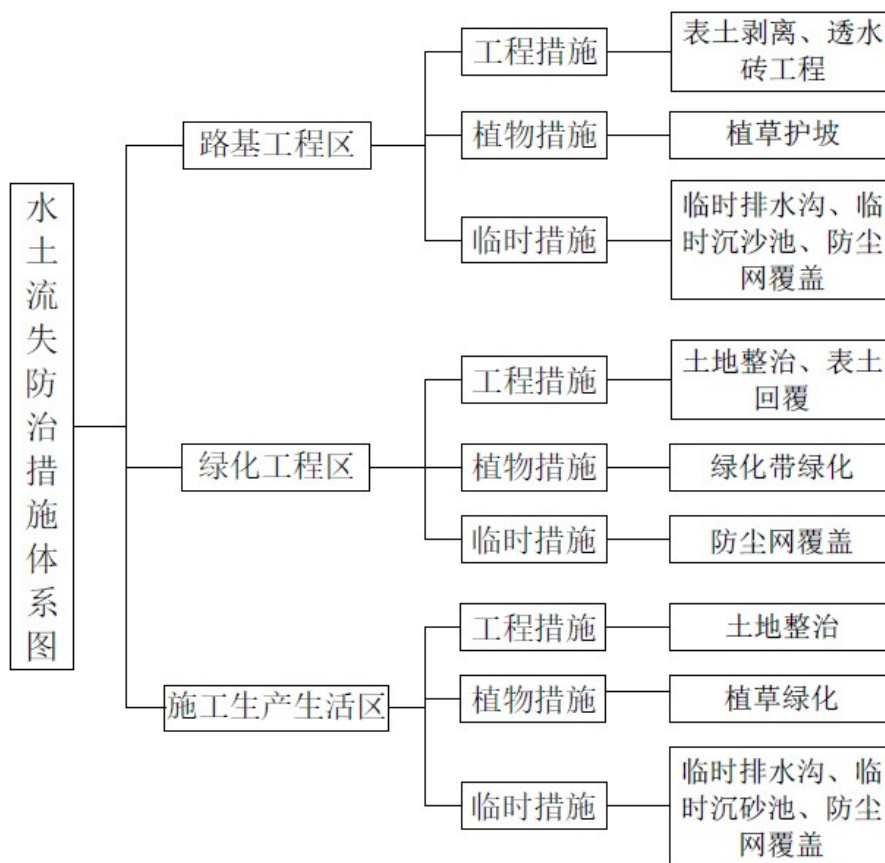 水土流失防治措施体系图
路基工程区
工程措施
表土剥离、透水
砖工程
植物措施
植草护坡
临时措施
临时排水沟、临
时沉沙池、防尘
网覆盖
绿化工程区
工程措施
土地整治、表土
回覆
植物措施
绿化带绿化
临时措施
防尘网覆盖
施工生产生活区
工程措施
土地整治
植物措施
植草绿化
临时措施
临时排水沟、临
时沉砂池、防尘
网覆盖